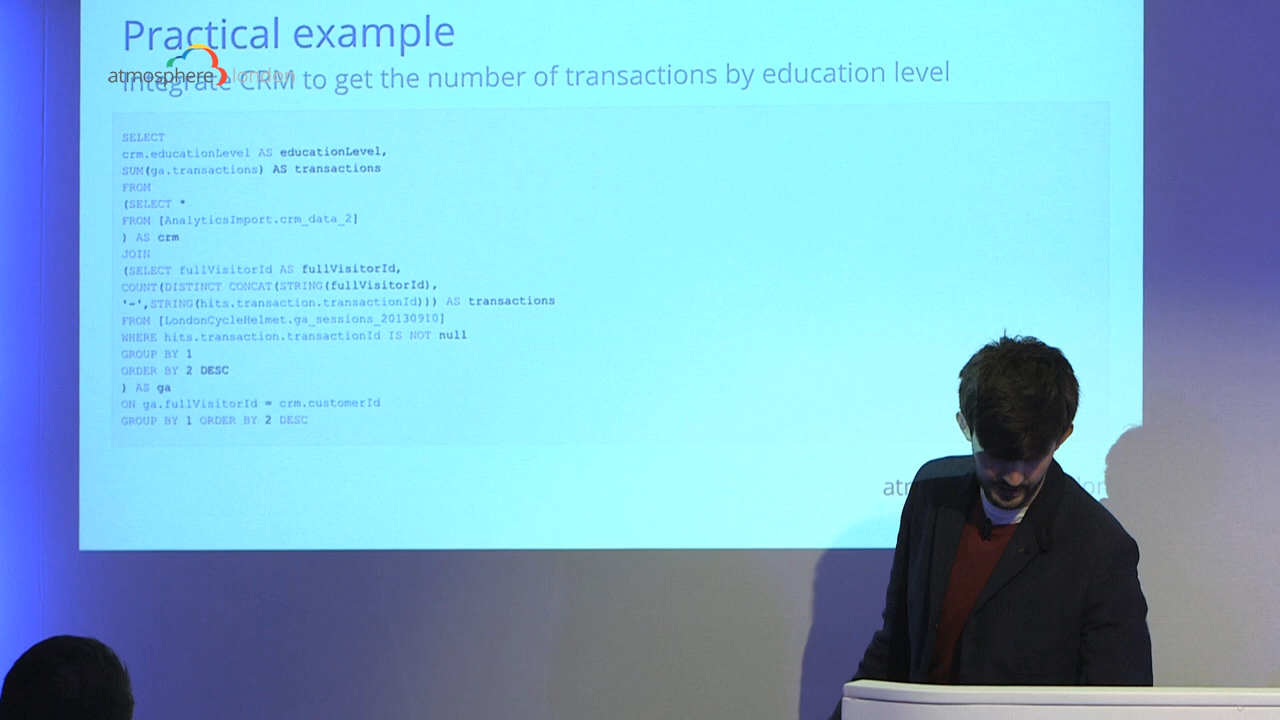 Practical example
atmosphere london
Integrate CRM to get the number of transactions by education level
SELECT
crm.educationLevel AS educationLevel,
SUM(ga.transactions) AS transactions
FROM
(SELECT *
FROM [AnalyticsImport.crm_data_2]
) AS crm
JOIN
(SELECT fullVisitorId AS fullVisitorId,
COUNT(DISTINCT CONCAT(STRING(fullVisitorId),
'-',STRING(hits.transaction.transactionId))) AS transactions
FROM [LondonCycleHelmet.ga_sessions_20130910]
WHERE hits.transaction.transactionId IS NOT null
GROUP BY 1
ORDER BY 2 DESC
) AS ga
ON ga.fullVisitorId = crm.customerId
GROUP BY 1 ORDER BY 2 DESC